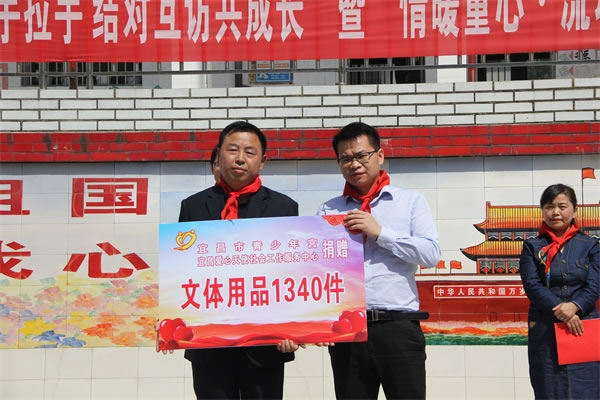 手拉手 结对互访共成长 暨 “情暖童心·流
祖国
我心
宜昌市青少年宫
宜昌爱心天使社会工作服务中心
捐赠
文体用品1340件
中华人民共和国万岁